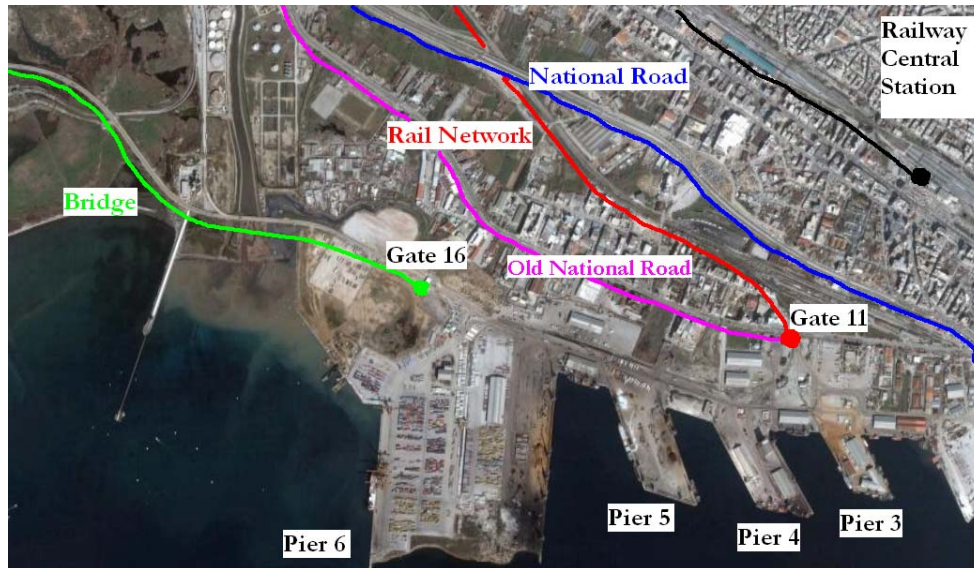 Railway
Central
Station
National Road
Rail Network
Bridge
Gate 16
Old National Road
Gate 11
Pier 5
Pier 4
Pier 3
Pier 6